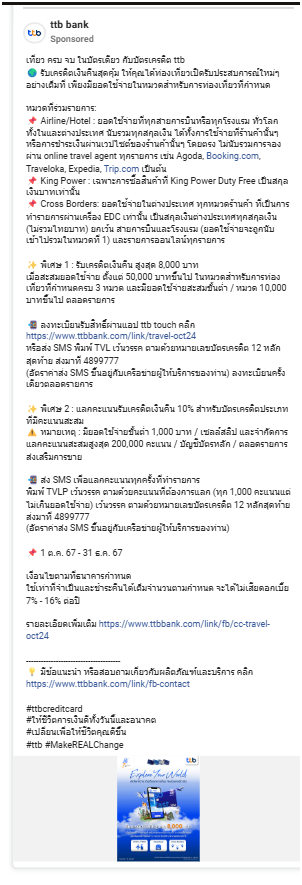 ttb bank
Sponsored
เที่ยว ครบ จบ ในบัตรเดียว กับบัตรเครดิต ttb
🌏 รับเครดิตเงินคืนสุดคุ้ม ให้คุณได้ท่องเที่ยวเปิดรับประสบการณ์ใหม่ๆ
อย่างเต็มที่ เพียงมียอดใช้จ่ายในหมวดสำหรับการท่องเที่ยวที่กำหนด
หมวดที่ร่วมรายการ:
📌 Airline/Hotel : ยอดใช้จ่ายที่ทุกสายการบินหรือทุกโรงแรม ทั่วโลก
ทั้งในและต่างประเทศ นับรวมทุกสกุลเงิน ได้ทั้งการใช้จ่ายที่ร้านค้านั้นๆ
หรือการชำระเงินผ่านเวปไซต์ของร้านค้านั้นๆ โดยตรง ไม่นับรวมการจอง
ผ่าน online travel agent ทุกรายการ เช่น Agoda, Booking.com,
Traveloka, Expedia, Trip.com เป็นต้น
📌 King Power : เฉพาะการซื้อสินค้าที่ King Power Duty Free เป็นสกุล
เงินบาทเท่านั้น
📌 Cross Borders: ยอดใช้จ่ายในต่างประเทศ ทุกหมวดร้านค้า ที่เป็นการ
ทำรายการผ่านเครื่อง EDC เท่านั้น เป็นสกุลเงินต่างประเทศทุกสกุลเงิน
(ไม่รวมไทยบาท) ยกเว้น สายการบินและโรงแรม (ยอดใช้จ่ายจะถูกนับ
เข้าไปรวมในหมวดที่ 1) และรายการออนไลน์ทุกรายการ
✨ พิเศษ 1 : รับเครดิตเงินคืน สูงสุด 8,000 บาท
เมื่อสะสมยอดใช้จ่าย ตั้งแต่ 50,000 บาทขึ้นไป ในหมวดสำหรับการท่อง
เที่ยวที่กำหนดครบ 3 หมวด และมียอดใช้จ่ายสะสมขั้นต่ำ / หมวด 10,000
บาทขึ้นไป ตลอดรายการ
📲 ลงทะเบียนรับสิทธิ์ผ่านแอป ttb touch คลิก
https://www.ttbbank.com/link/travel-oct24
หรือส่ง SMS พิมพ์ TVL เว้นวรรค ตามด้วยหมายเลขบัตรเครดิต 12 หลัก
สุดท้าย ส่งมาที่ 4899777
(อัตราค่าส่ง SMS ขึ้นอยู่กับเครือข่ายผู้ให้บริการของท่าน) ลงทะเบียนครั้ง
เดียวตลอดรายการ
✨ พิเศษ 2 : แลกคะแนนรับเครดิตเงินคืน 10% สำหรับบัตรเครดิตประเภท
ที่มีคะแนนสะสม
⚠️ หมายเหตุ : มียอดใช้จ่ายขั้นต่ำ 1,000 บาท / เซลล์สลิป และจำกัดการ
แลกคะแนนสะสมสูงสุด 200,000 คะแนน / บัญชีบัตรหลัก / ตลอดรายการ
ส่งเสริมการขาย
📲 ส่ง SMS เพื่อแลกคะแนนทุกครั้งที่ทำรายการ
พิมพ์ TVLP เว้นวรรค ตามด้วยคะแนนที่ต้องการแลก (ทุก 1,000 คะแนนแต่
ไม่เกินยอดใช้จ่าย) เว้นวรรค ตามด้วยหมายเลขบัตรเครดิต 12 หลักสุดท้าย
ส่งมาที่ 4899777
(อัตราค่าส่ง SMS ขึ้นอยู่กับเครือข่ายผู้ให้บริการของท่าน)
📌 1 ต.ค. 67 - 31 ธ.ค. 67
เงื่อนไขตามที่ธนาคารกำหนด
ใช้เท่าที่จำเป็นและชำระคืนได้เต็มจำนวนตามกำหนด จะได้ไม่เสียดอกเบี้ย
7% - 16% ต่อปี
รายละเอียดเพิ่มเติม https://www.ttbbank.com/link/fb/cc-travel-
oct24
💡 มีข้อแนะนำ หรือสอบถามเกี่ยวกับผลิตภัณฑ์และบริการ คลิก
https://www.ttbbank.com/link/fb-contact
#ttbcreditcard
#ให้ชีวิตการเงินดีทั้งวันนี้และอนาคต
#เปลี่ยนเพื่อให้ชีวิตคุณดีขึ้น
#ttb #MakeREALChange
ttb
Explore Your World
8,000